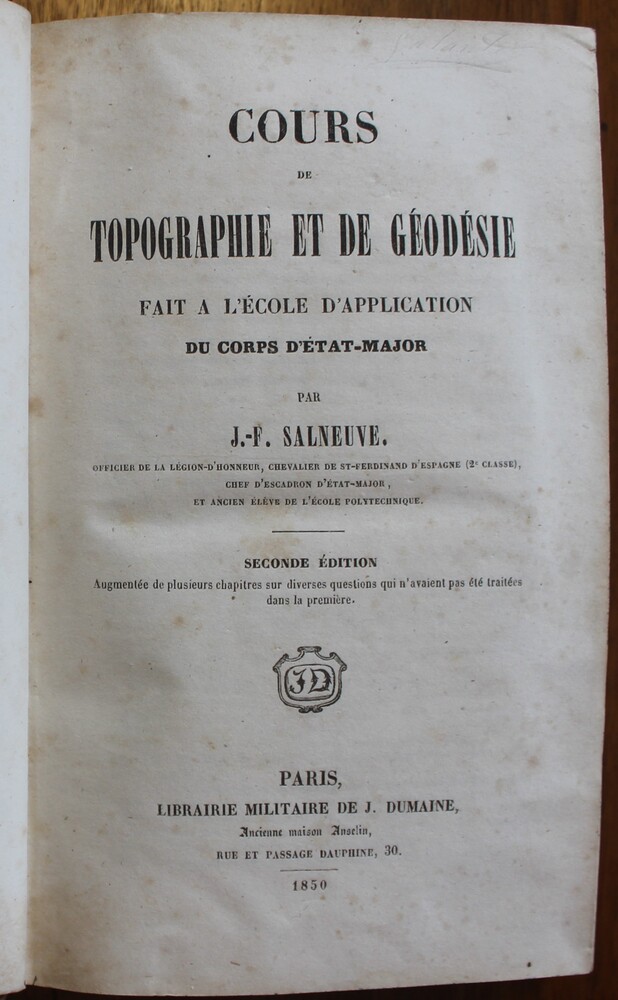 COURS
DE
TOPOGRAPHIE ET DE GÉODÉSIE
FAIT A L'ÉCOLE D'APPLICATION
DU CORPS D'ÉTAT-MAJOR
PAR
J.-F. SALNEUVE.
OFFICIER DE LA LÉGION-D'HONNEUR, CHEVALIER DE ST-FERDINAND D'ESPAGNE (2e CLASSE),
CHEF D'ESCADRON D'ÉTAT-MAJOR,
ET ANCIEN ÉLÈVE DE L'ÉCOLE POLYTECHNIQUE.
SECONDE ÉDITION
Augmentée de plusieurs chapitres sur diverses questions qui n'avaient pas été traitées
dans la première.
JD
PARIS,
LIBRAIRIE MILITAIRE DE J. DUMAINE,
Ancienne maison Anselin,
RUE ET PASSAGE DAUPHINE, 30.
1850